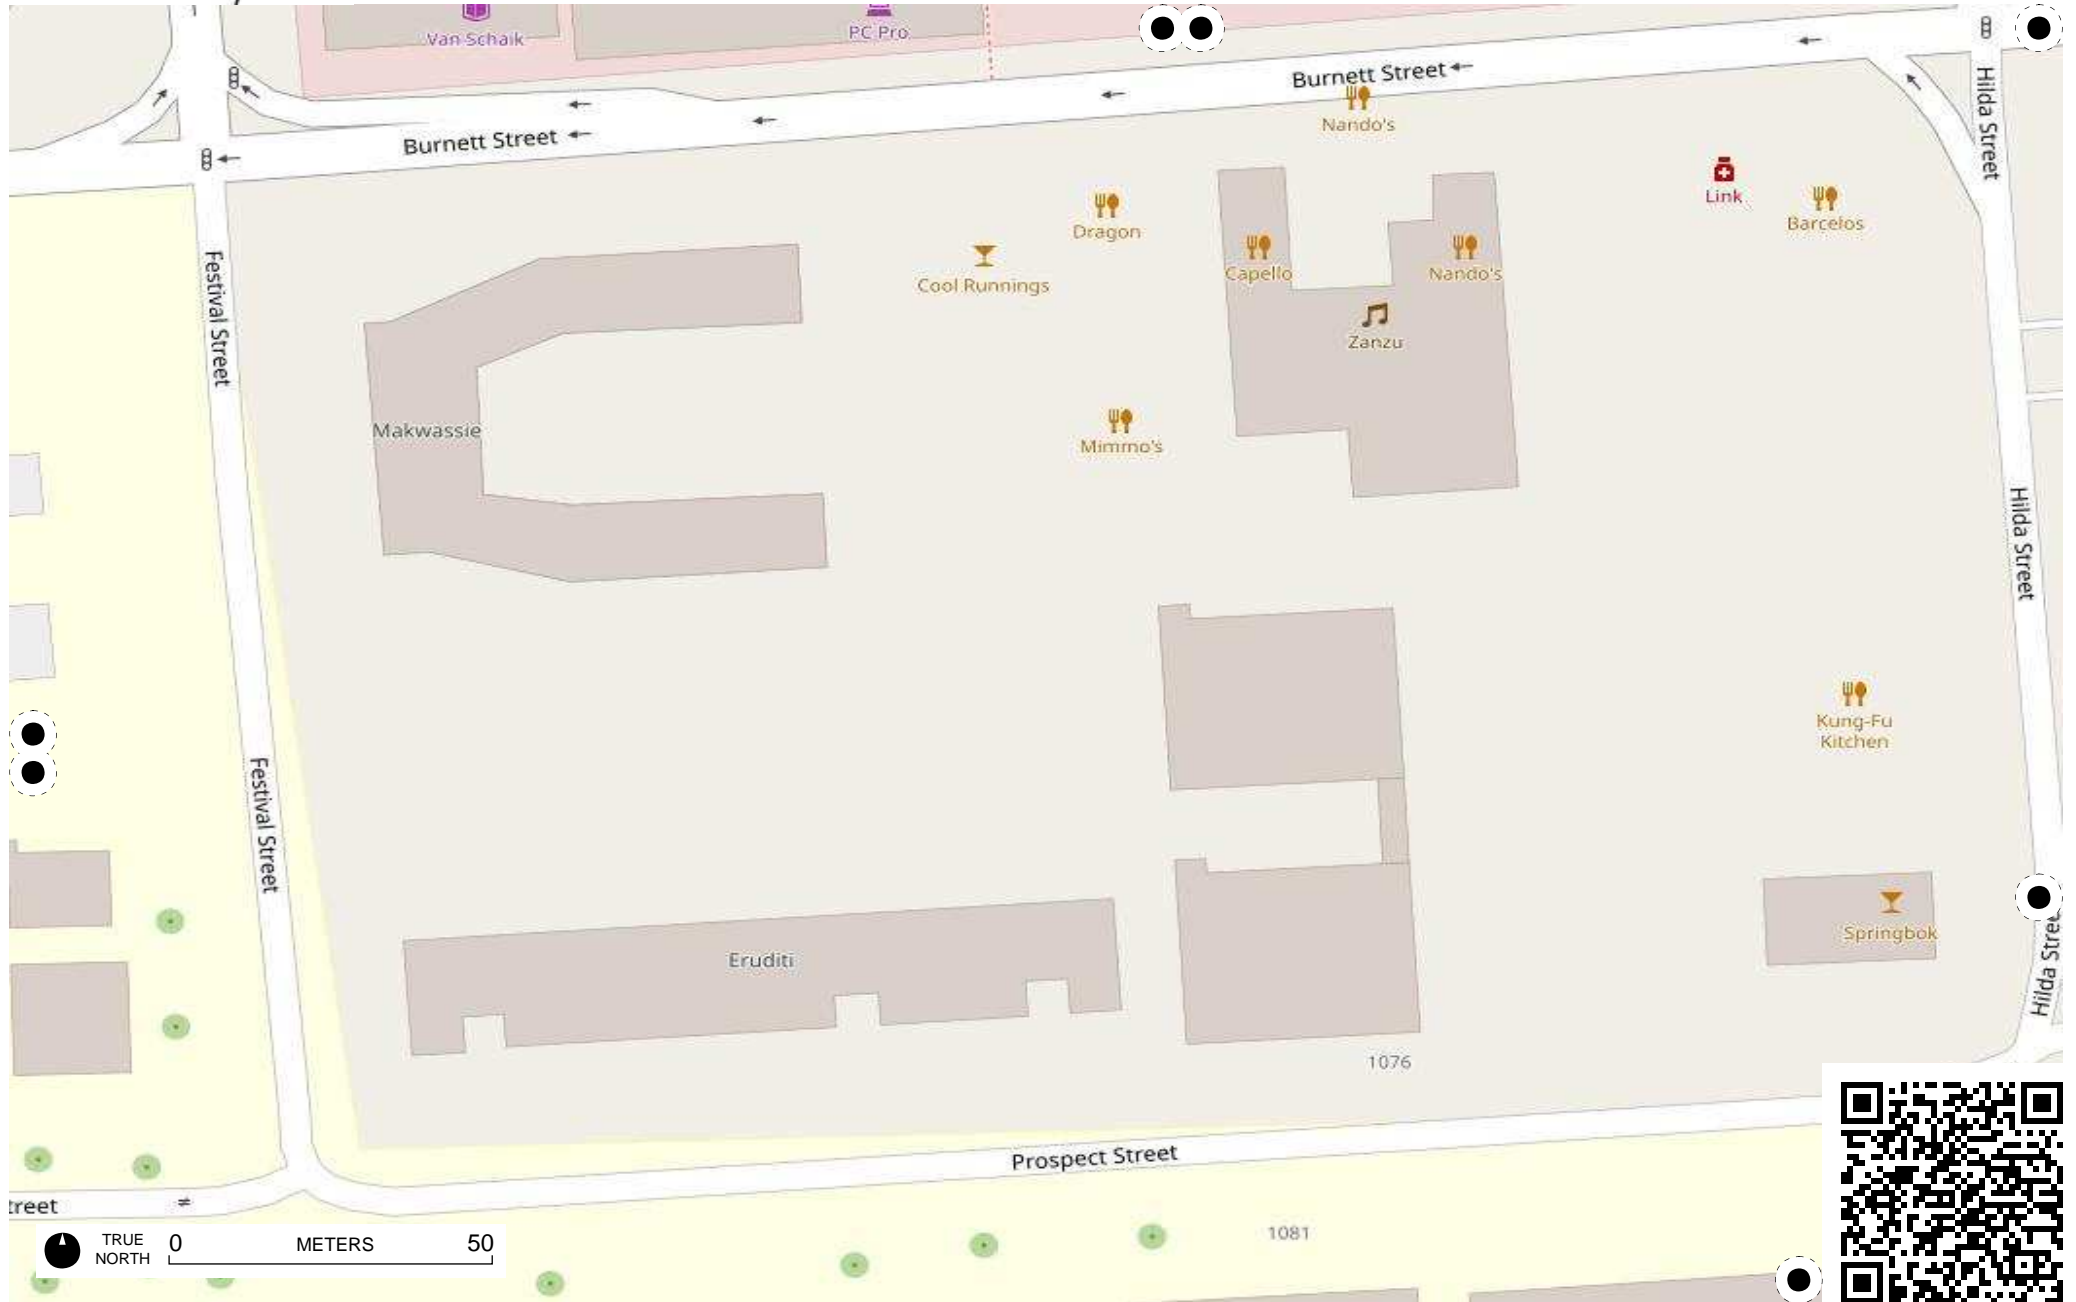 Van Schaik
PC Pro
Burnett Street
Nando's
Burnett Street
Hilda Street
Link
Barcelos
Dragon
Cool Runnings
Capello
Nando's
Zanzu
Festival Street
Makwassie
Mimmo's
Hilda Street
Kung-Fu
Kitchen
Festival Street
Springbok
Hilda Stree
Eruditi
1076
Prospect Street
treet
TRUE
NORTH
0 METERS 50
1081